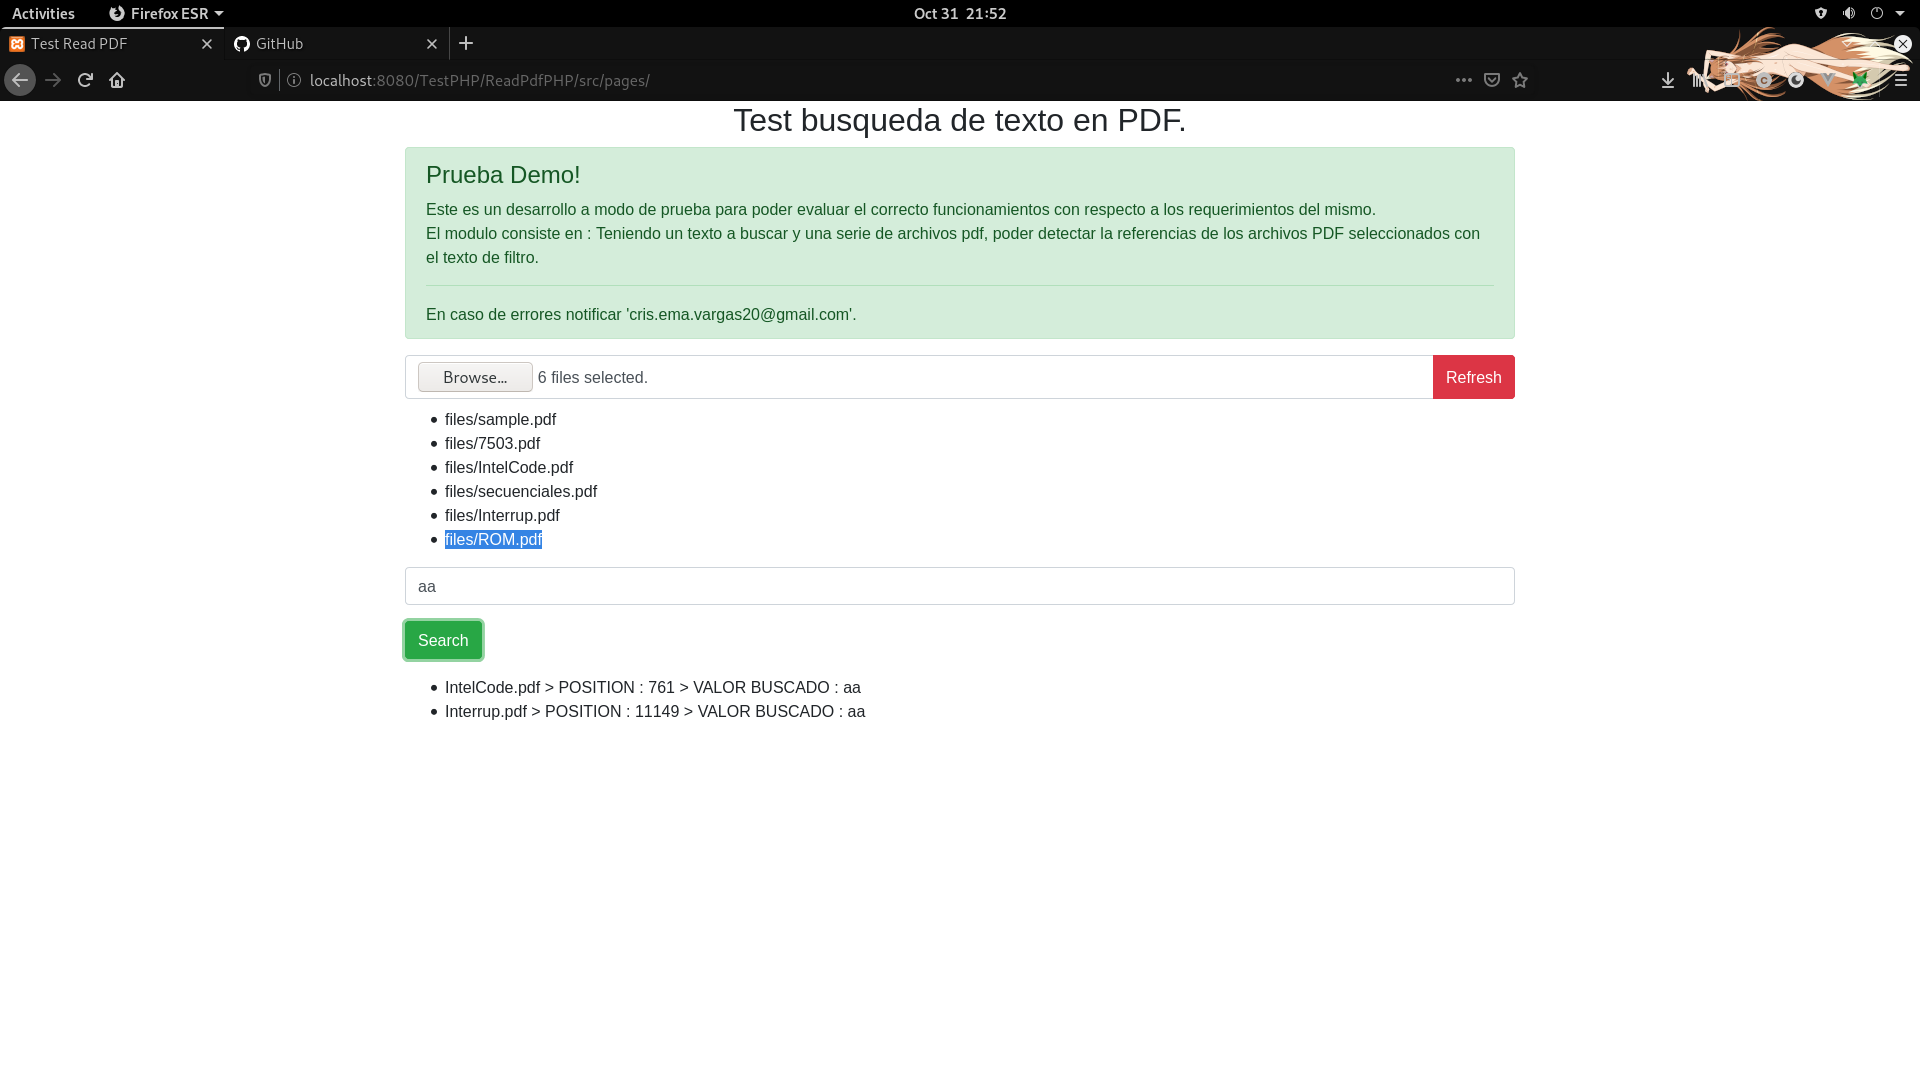 Activities
Firefox ESR
Oct 31 21:52
Test Read PDF
GitHub
localhost:8080/TestPHP/ReadPdfPHP/src/pages/
Test busqueda de texto en PDF.
Prueba Demo!
Este es un desarrollo a modo de prueba para poder evaluar el correcto funcionamientos con respecto a los requerimientos del mismo.
El modulo consiste en : Teniendo un texto a buscar y una serie de archivos pdf, poder detectar la referencias de los archivos PDF seleccionados con
el texto de filtro.
En caso de errores notificar 'cris.ema.vargas20@gmail.com'.
Browse... 6 files selected.
Refresh
files/sample.pdf
files/7503.pdf
files/IntelCode.pdf
files/secuenciales.pdf
files/Interrup.pdf
files/ROM.pdf
aa
Search
IntelCode.pdf > POSITION : 761 > VALOR BUSCADO : aa
Interrup.pdf > POSITION : 11149 > VALOR BUSCADO : aa